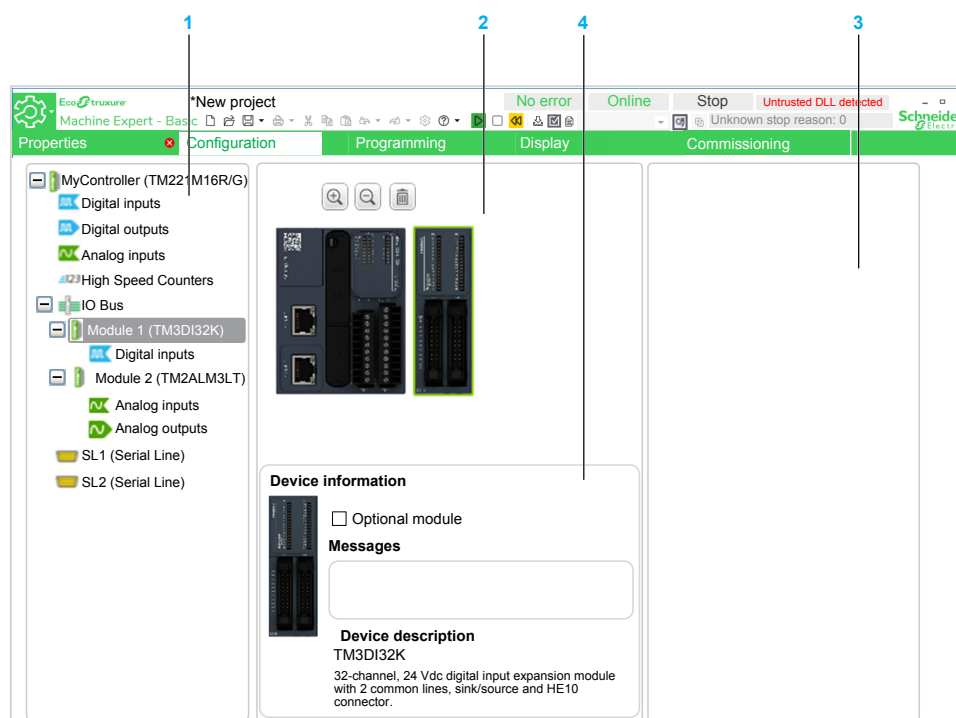 1 2 4 3
EcoStruxure
Machine Expert - Basic
*New project
No error Online Stop Untrusted DLL detected
Unknown stop reason: 0
Schneide
Electr
Properties Configuration Programming Display Commissioning
MyController (TM221M16R/G)
Digital inputs
Digital outputs
Analog inputs
High Speed Counters
IO Bus
Module 1 (TM3DI32K)
Digital inputs
Module 2 (TM2ALM3LT)
Analog inputs
Analog outputs
SL1 (Serial Line)
SL2 (Serial Line)
Device information
Optional module
Messages
Device description
TM3DI32K
32-channel, 24 Vdc digital input expansion module
with 2 common lines, sink/source and HE10
connector.